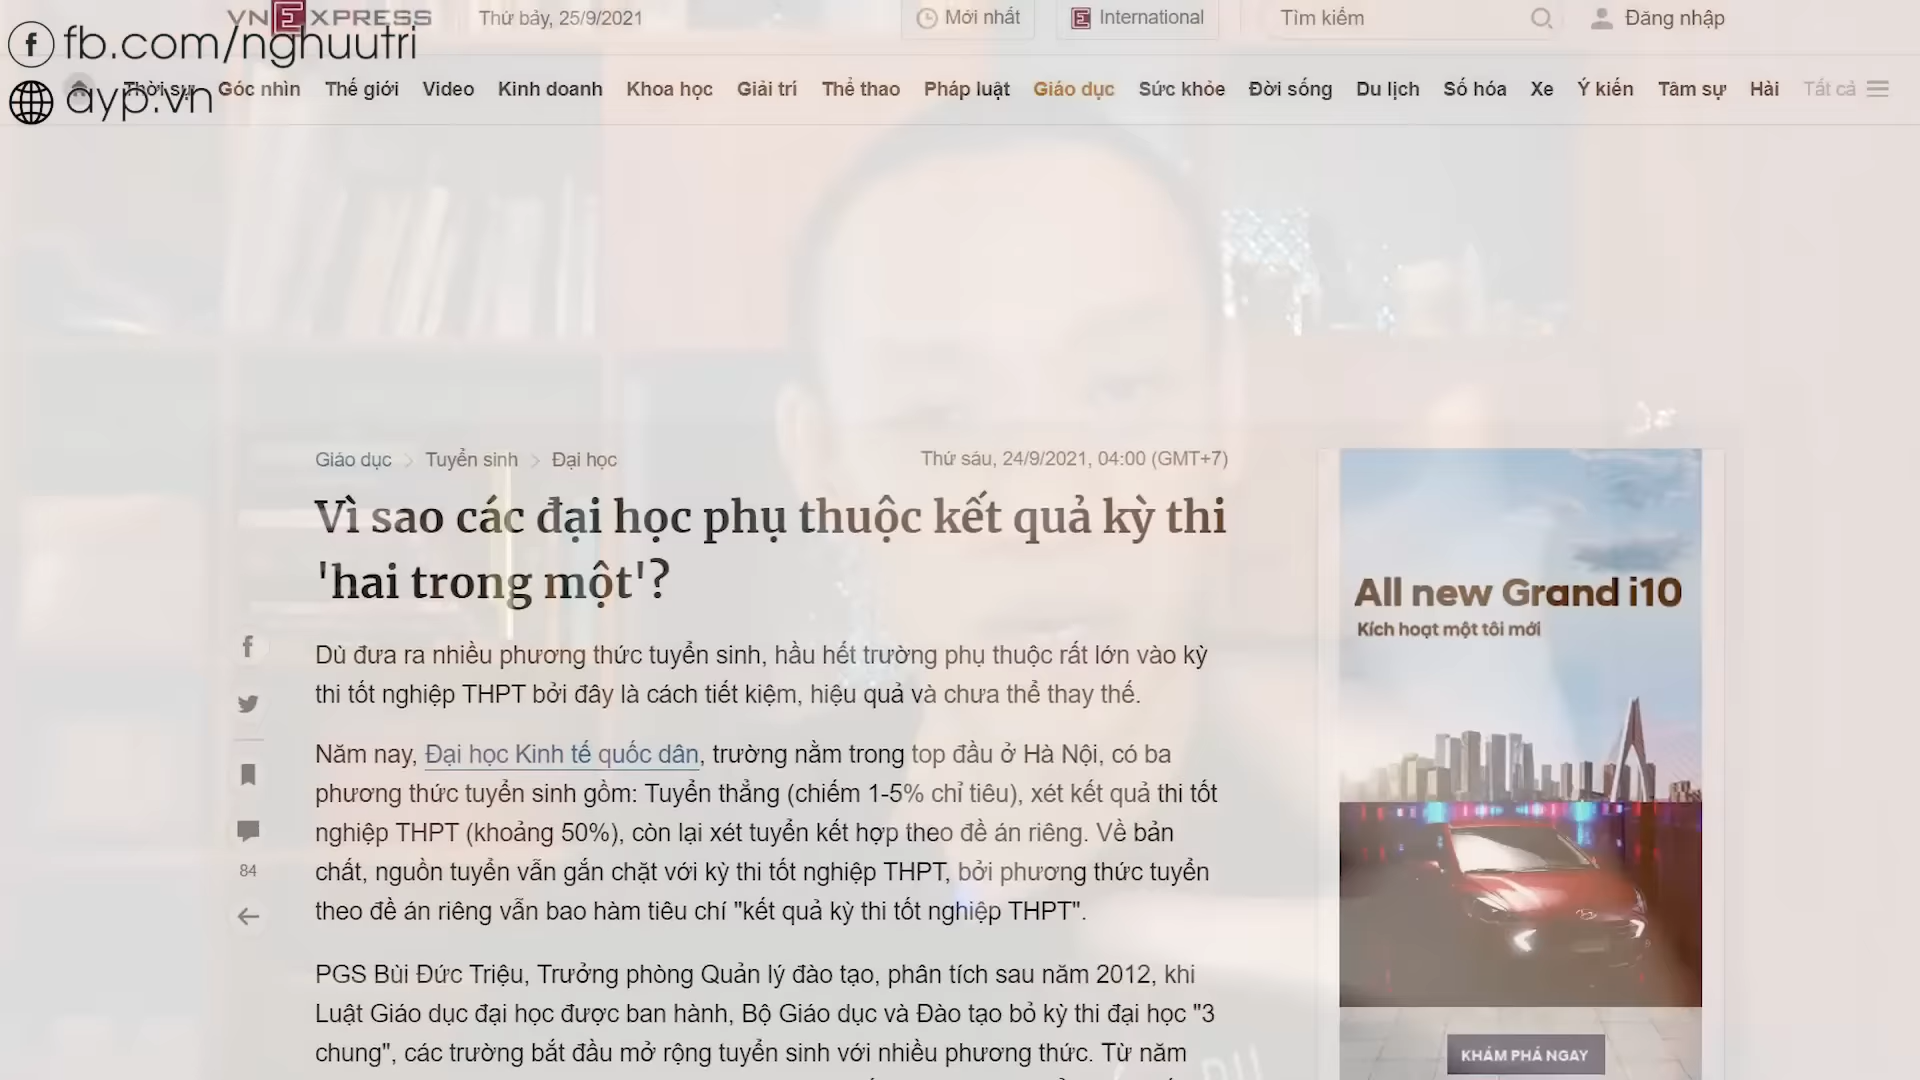 fb.com/nghuutri
ayp.vn
VNEXPRESS
Thứ bảy, 25/9/2021
Mới nhất
International
Tìm kiếm
Đăng nhập
Thời sự Góc nhìn Thế giới Video Kinh doanh Khoa học Giải trí Thể thao Pháp luật Giáo dục Sức khỏe Đời sống Du lịch Số hóa Xe Ý kiến Tâm sự Hài Tất cả
Giáo dục > Tuyển sinh > Đại học
Thứ sáu, 24/9/2021, 04:00 (GMT+7)
Vì sao các đại học phụ thuộc kết quả kỳ thi
'hai trong một'?
Dù đưa ra nhiều phương thức tuyển sinh, hầu hết trường phụ thuộc rất lớn vào kỳ
thi tốt nghiệp THPT bởi đây là cách tiết kiệm, hiệu quả và chưa thể thay thế.
Năm nay, Đại học Kinh tế quốc dân, trường nằm trong top đầu ở Hà Nội, có ba
phương thức tuyển sinh gồm: Tuyển thẳng (chiếm 1-5% chỉ tiêu), xét kết quả thi tốt
nghiệp THPT (khoảng 50%), còn lại xét tuyển kết hợp theo đề án riêng. Về bản
chất, nguồn tuyển vẫn gắn chặt với kỳ thi tốt nghiệp THPT, bởi phương thức tuyển
theo đề án riêng vẫn bao hàm tiêu chí "kết quả kỳ thi tốt nghiệp THPT".
PGS Bùi Đức Triệu, Trưởng phòng Quản lý đào tạo, phân tích sau năm 2012, khi
Luật Giáo dục đại học được ban hành, Bộ Giáo dục và Đào tạo bỏ kỳ thi đại học "3
chung", các trường bắt đầu mở rộng tuyển sinh với nhiều phương thức. Từ năm
84
All new Grand i10
Kích hoạt một tôi mới
KHÁM PHÁ NGAY